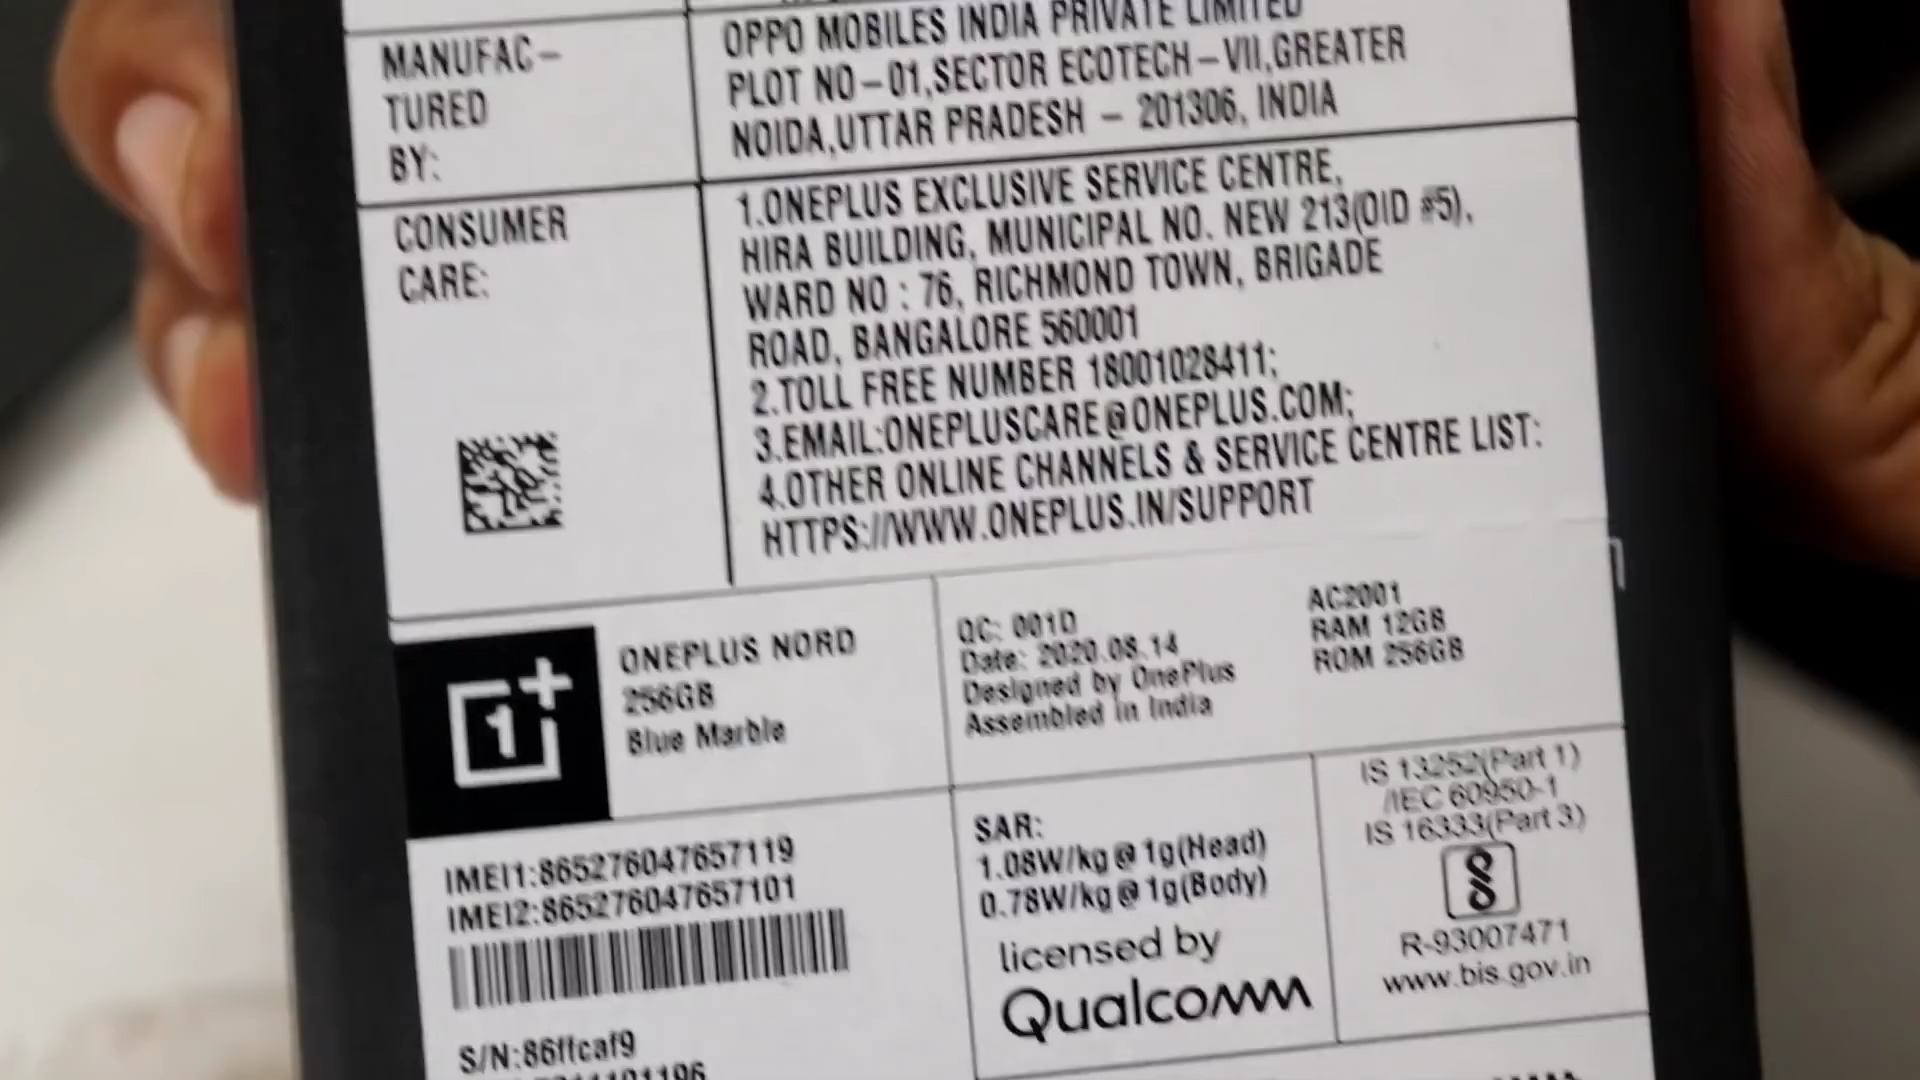 MANUFAC-
TURED
BY:
OPPO MOBILES INDIA PRIVATE LIMITED
PLOT NO-01,SECTOR ECOTECH-VII,GREATER
NOIDA,UTTAR PRADESH - 201306, INDIA
CONSUMER
CARE:
1.ONEPLUS EXCLUSIVE SERVICE CENTRE,
HIRA BUILDING, MUNICIPAL NO. NEW 213(OID #5),
WARD NO : 76, RICHMOND TOWN, BRIGADE
ROAD, BANGALORE 560001
2.TOLL FREE NUMBER 18001028411;
3.EMAIL:ONEPLUSCARE@ONEPLUS.COM;
4.OTHER ONLINE CHANNELS & SERVICE CENTRE LIST:
HTTPS://WWW.ONEPLUS.IN/SUPPORT
1+
ONEPLUS NORD
256GB
Blue Marble
QC: 001D
Date: 2020.08.14
Designed by OnePlus
Assembled in India
AC2001
RAM 12GB
ROM 256GB
IMEI1:865276047657119
IMEI2:865276047657101
S/N:86ffcaf9
SAR:
1.08W/kg@1g(Head)
0.78W/kg@1g(Body)
licensed by
Qualcomm
IS 13252(Part 1)
/IEC 60950-1
IS 16333(Part 3)
R-93007471
www.bis.gov.in